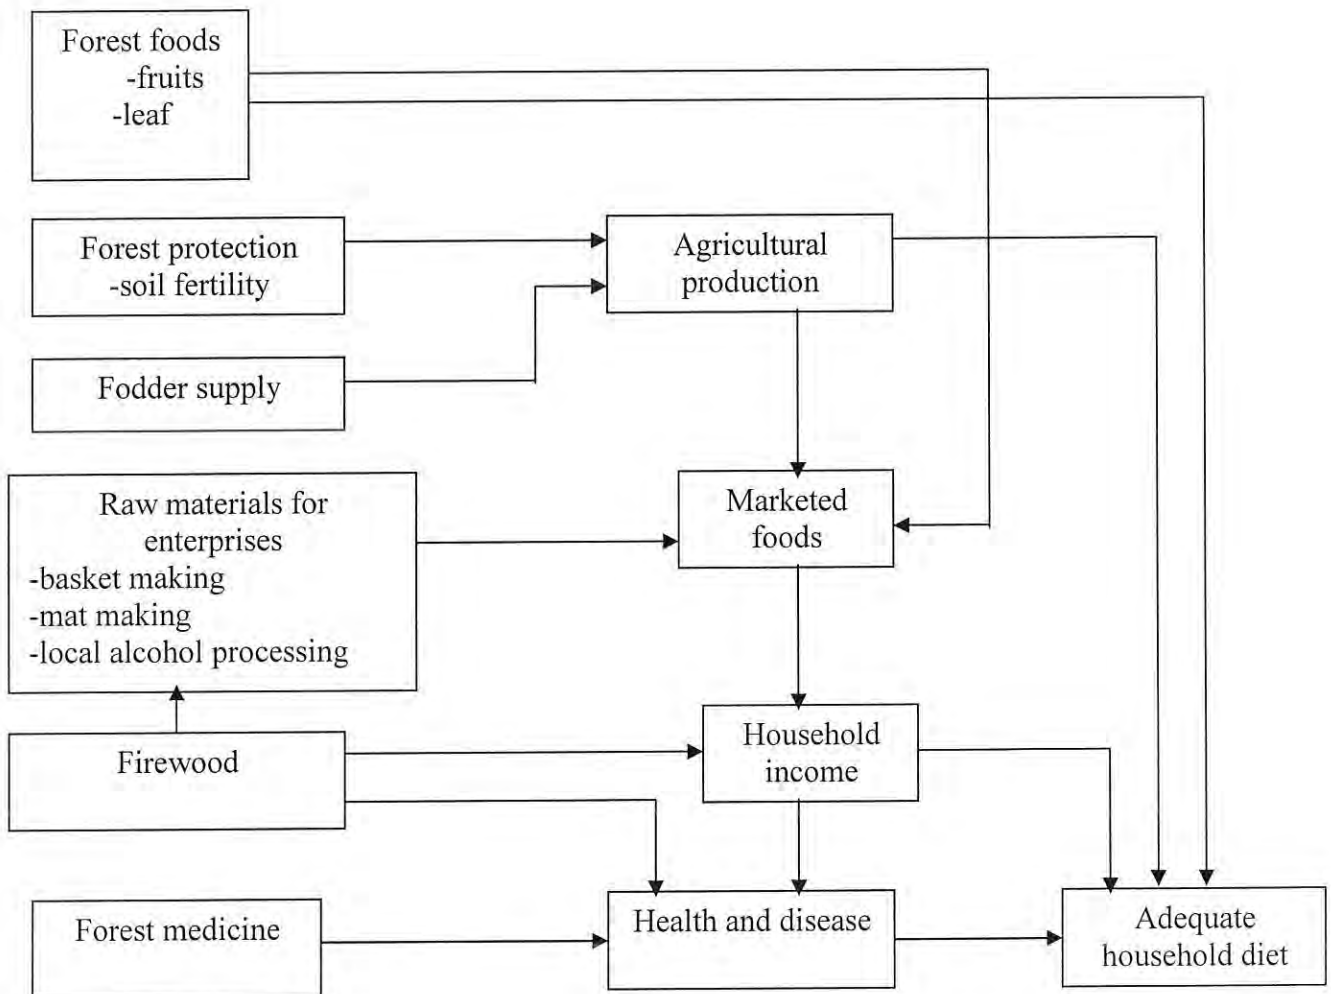 Forest foods
-fruits
-leaf
Forest protection
-soil fertility
Agricultural
production
Fodder supply
Raw materials for
enterprises
-basket making
-mat making
-local alcohol processing
Marketed
foods
Firewood
Household
income
Forest medicine
Health and disease
Adequate
household diet